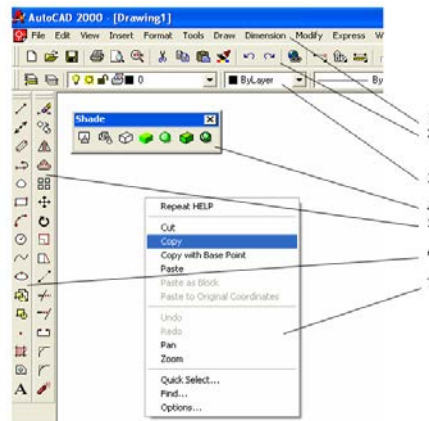 AutoCAD 2000 - [Drawing1]
File Edit View Insert Format Tools Draw Dimension Modify Express
0 ByLayer By
Shade
Repeat HELP
Cut
Copy
Copy with Base Point
Paste
Paste as Block
Paste to Original Coordinates
Undo
Redo
Pan
Zoom
Quick Select...
Find...
Options...
A